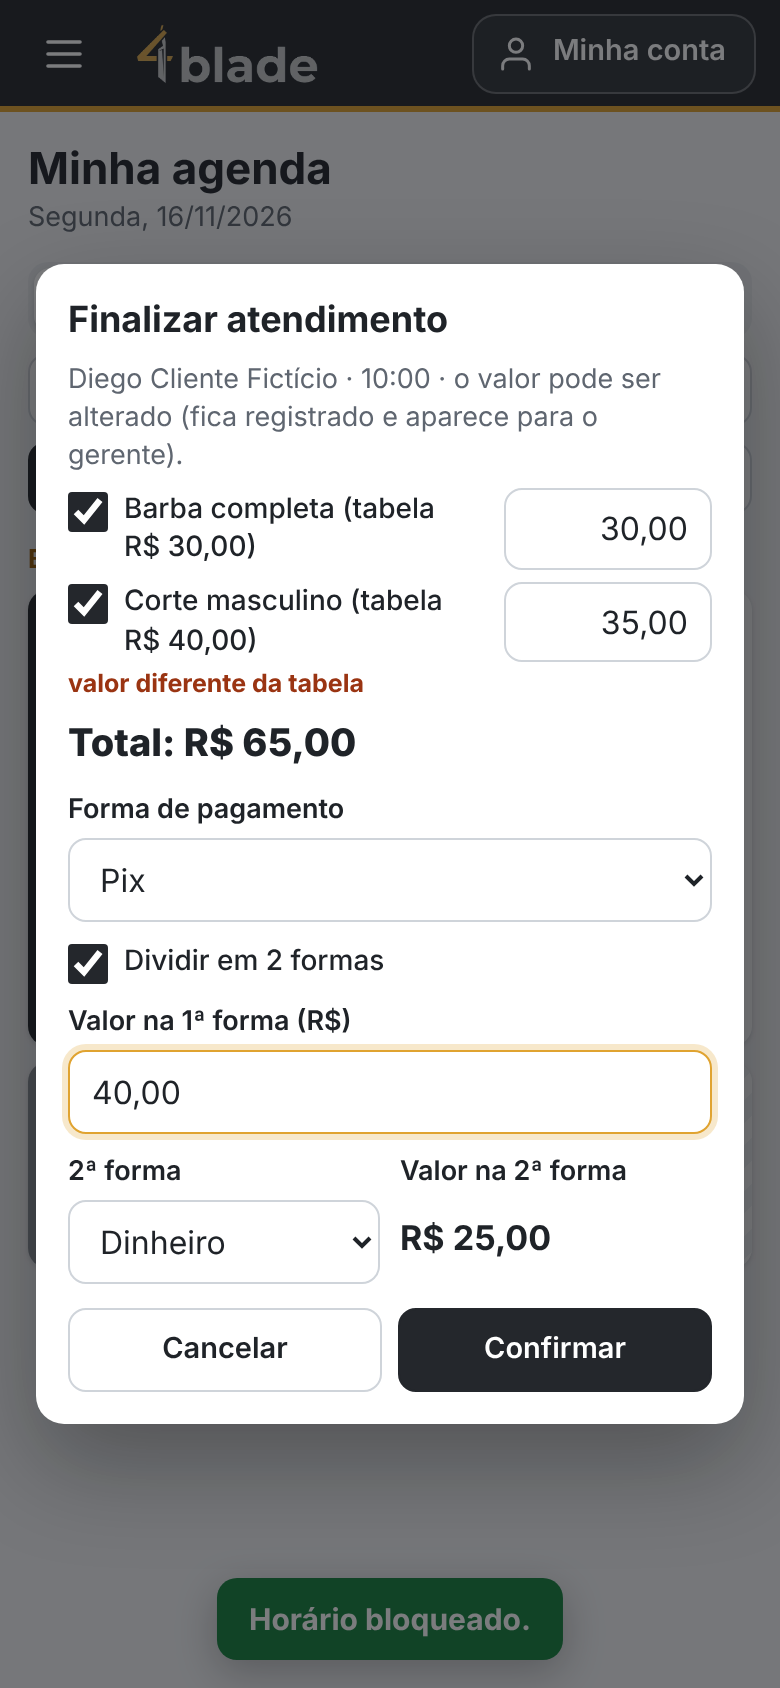 4blade
Minha conta
Minha agenda
Segunda, 16/11/2026
Finalizar atendimento
Diego Cliente Fictício · 10:00 · o valor pode ser
alterado (fica registrado e aparece para o
gerente).
Barba completa (tabela
R$ 30,00)
30,00
Corte masculino (tabela
R$ 40,00)
35,00
valor diferente da tabela
Total: R$ 65,00
Forma de pagamento
Pix
Dividir em 2 formas
Valor na 1ª forma (R$)
40,00
2ª forma
Valor na 2ª forma
Dinheiro
R$ 25,00
Cancelar
Confirmar
Horário bloqueado.